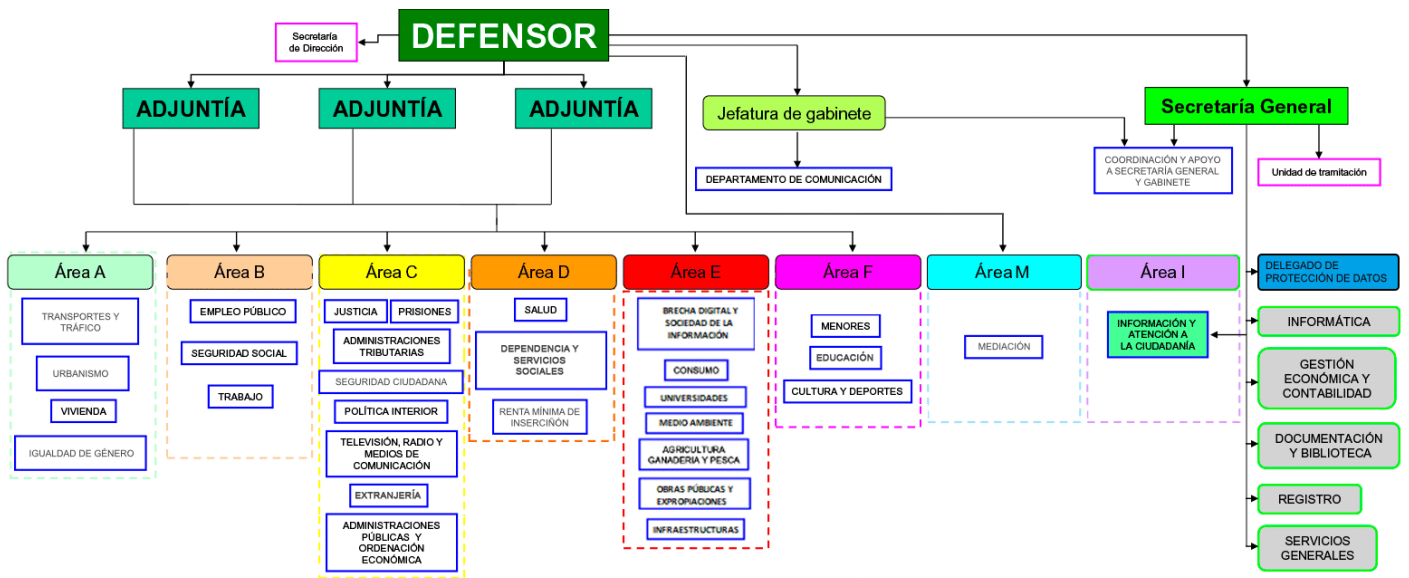 Secretaría
de Dirección
DEFENSOR
ADJUNTÍA
ADJUNTÍA
ADJUNTÍA
Jefatura de gabinete
Secretaría General
DEPARTAMENTO DE COMUNICACIÓN
COORDINACIÓN Y APOYO
A SECRETARÍA GENERAL
Y GABINETE
Unidad de tramitación
Área A
TRANSPORTES Y
TRÁFICO
URBANISMO
VIVIENDA
IGUALDAD DE GÉNERO
Área B
EMPLEO PÚBLICO
SEGURIDAD SOCIAL
TRABAJO
Área C
JUSTICIA
PRISIONES
ADMINISTRACIONES
TRIBUTARIAS
SEGURIDAD CIUDADANA
POLÍTICA INTERIOR
TELEVISIÓN, RADIO Y
MEDIOS DE
COMUNICACIÓN
EXTRANJERÍA
ADMINISTRACIONES
PÚBLICAS Y
ORDENACIÓN
ECONÓMICA
Área D
SALUD
DEPENDENCIA Y
SERVICIOS
SOCIALES
RENTA MÍNIMA DE
INSERCIÑÓN
Área E
BRECHA DIGITAL Y
SOCIEDAD DE LA
INFORMACIÓN
CONSUMO
UNIVERSIDADES
MEDIO AMBIENTE
AGRICULTURA
GANADERIA Y PESCA
OBRAS PÚBLICAS Y
EXPROPIACIONES
INFRAESTRUCTURAS
Área F
MENORES
EDUCACIÓN
CULTURA Y DEPORTES
Área M
MEDIACIÓN
Área I
INFORMACIÓN Y
ATENCIÓN A
LA CIUDADANÍA
DELEGADO DE
PROTECCIÓN DE DATOS
INFORMÁTICA
GESTIÓN
ECONÓMICA Y
CONTABILIDAD
DOCUMENTACIÓN
Y BIBLIOTECA
REGISTRO
SERVICIOS
GENERALES